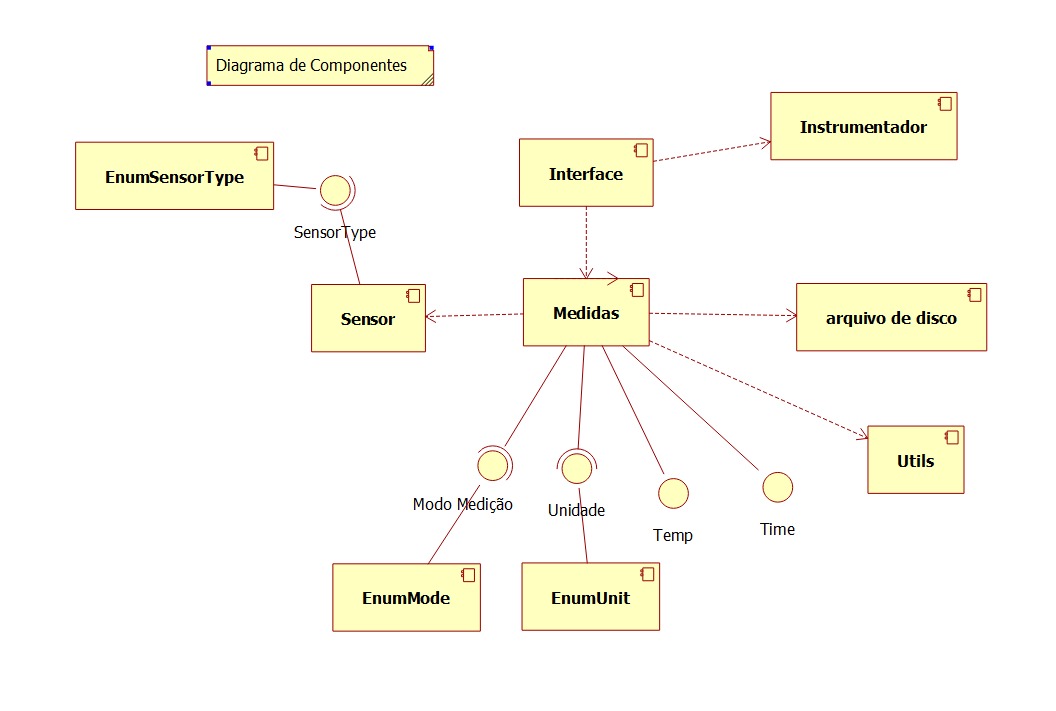 Diagrama de Componentes
Instrumentador
EnumSensorType
Interface
SensorType
Sensor
Medidas
arquivo de disco
Utils
Modo Medição
Unidade
Temp
Time
EnumMode
EnumUnit